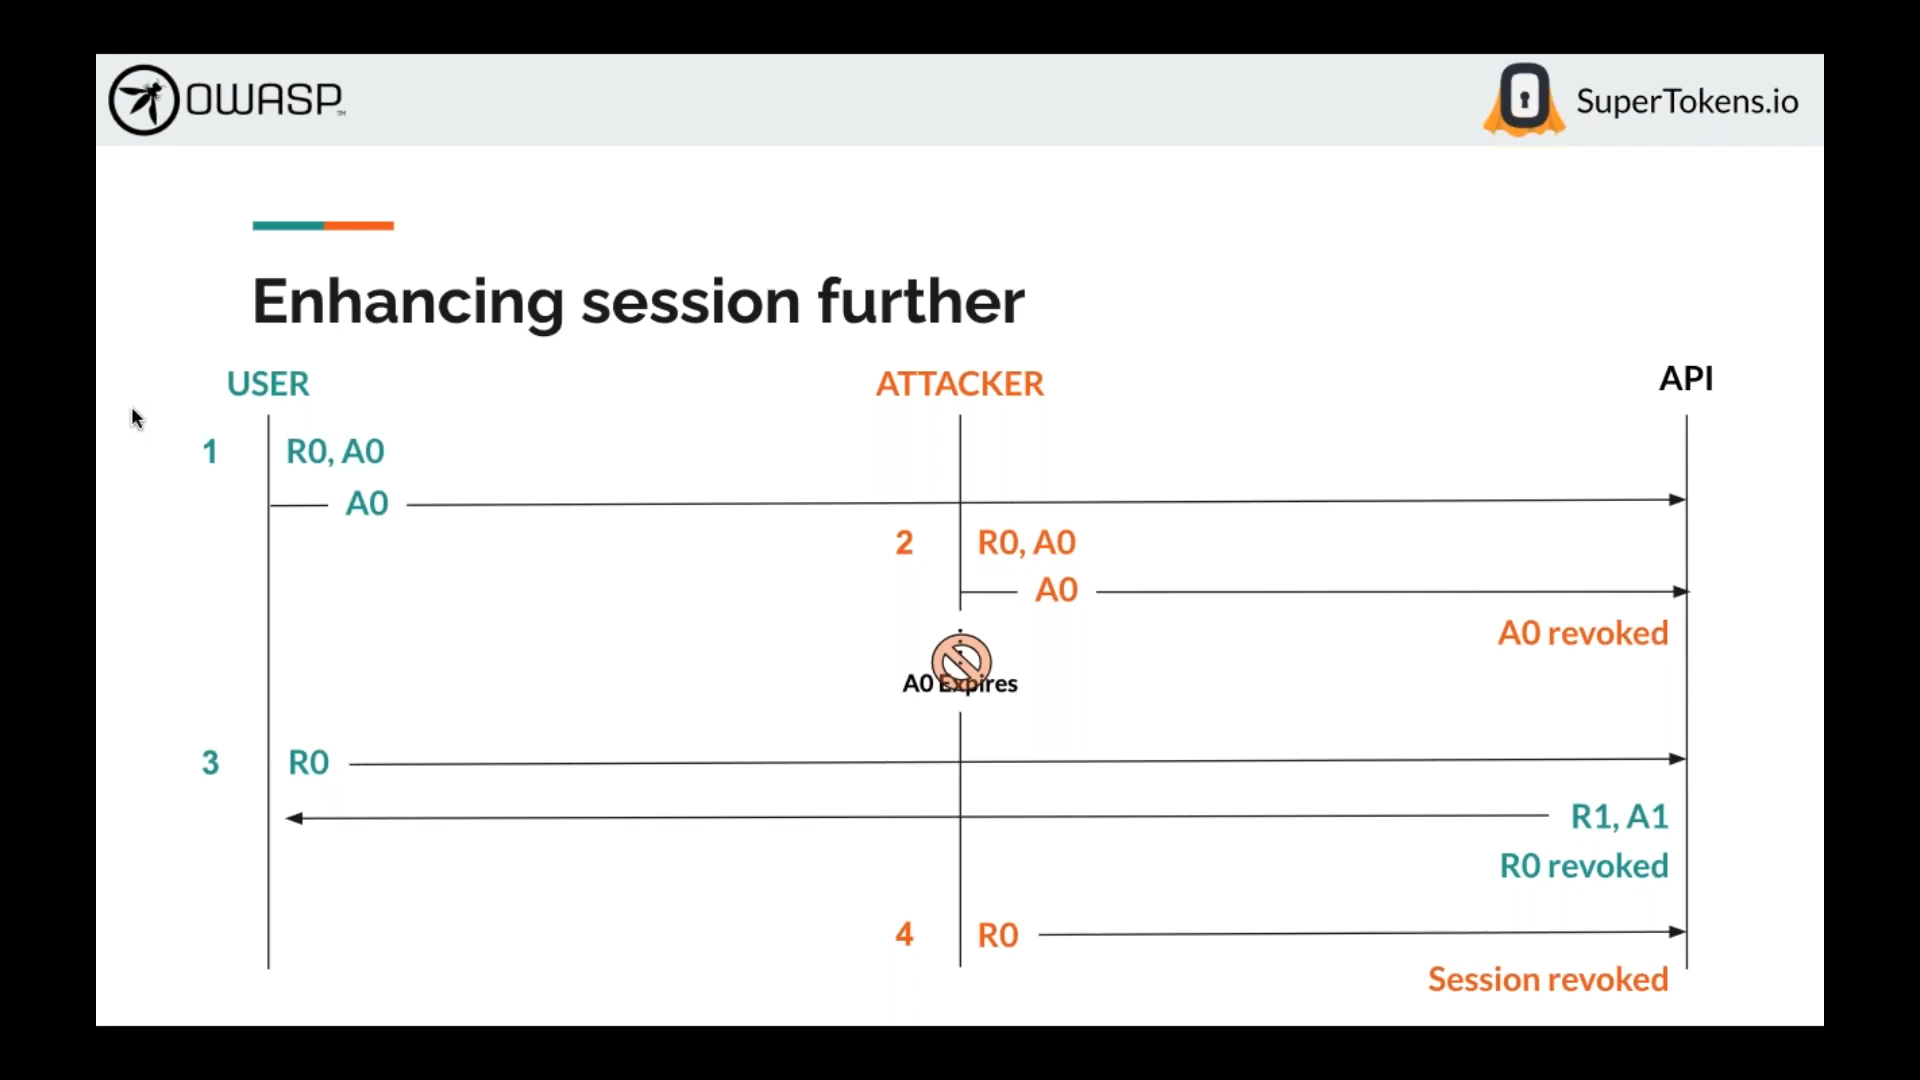 OWASP™
SuperTokens.io
Enhancing session further
USER
ATTACKER
API
1
R0, A0
A0
2
R0, A0
A0
A0 revoked
A0 Expires
3
R0
R1, A1
R0 revoked
4
R0
Session revoked